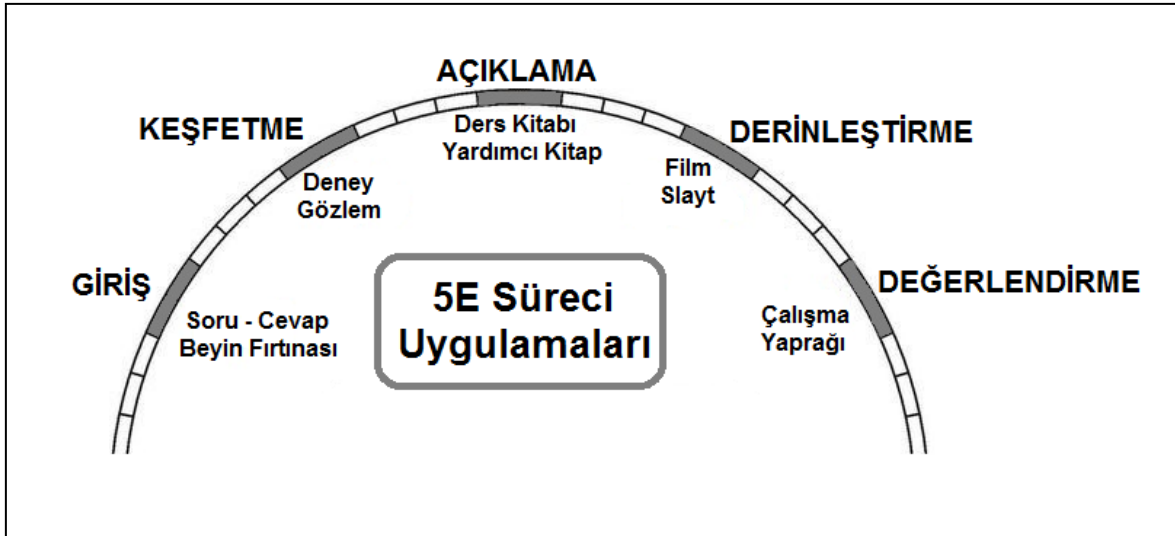 AÇIKLAMA
Ders Kitabı
Yardımcı Kitap
KEŞFETME
Deney
Gözlem
DERİNLEŞTİRME
Film
Slayt
GİRİŞ
Soru - Cevap
Beyin Fırtınası
5E Süreci
Uygulamaları
DEĞERLENDİRME
Çalışma
Yaprağı